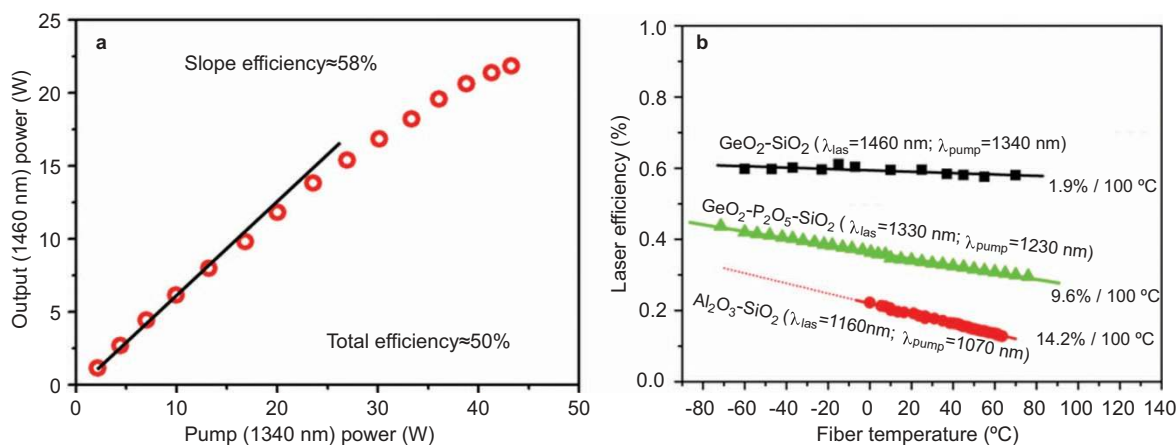 a
Slope efficiency≈58%
Total efficiency≈50%
Output (1460 nm) power (W)
25
20
15
10
5
0
0 10 20 30 40 50
Pump (1340 nm) power (W)
b
GeO2-SiO2 (λlas=1460 nm; λpump=1340 nm)
1.9% / 100 ºC
GeO2-P2O5-SiO2 (λlas=1330 nm; λpump=1230 nm)
9.6% / 100 ºC
Al2O3-SiO2 (λlas=1160nm; λpump=1070 nm)
14.2% / 100 ºC
Laser efficiency (%)
1.0
0.8
0.6
0.4
0.2
0.0
-80 -60 -40 -20 0 20 40 60 80 100 120 140
Fiber temperature (ºC)